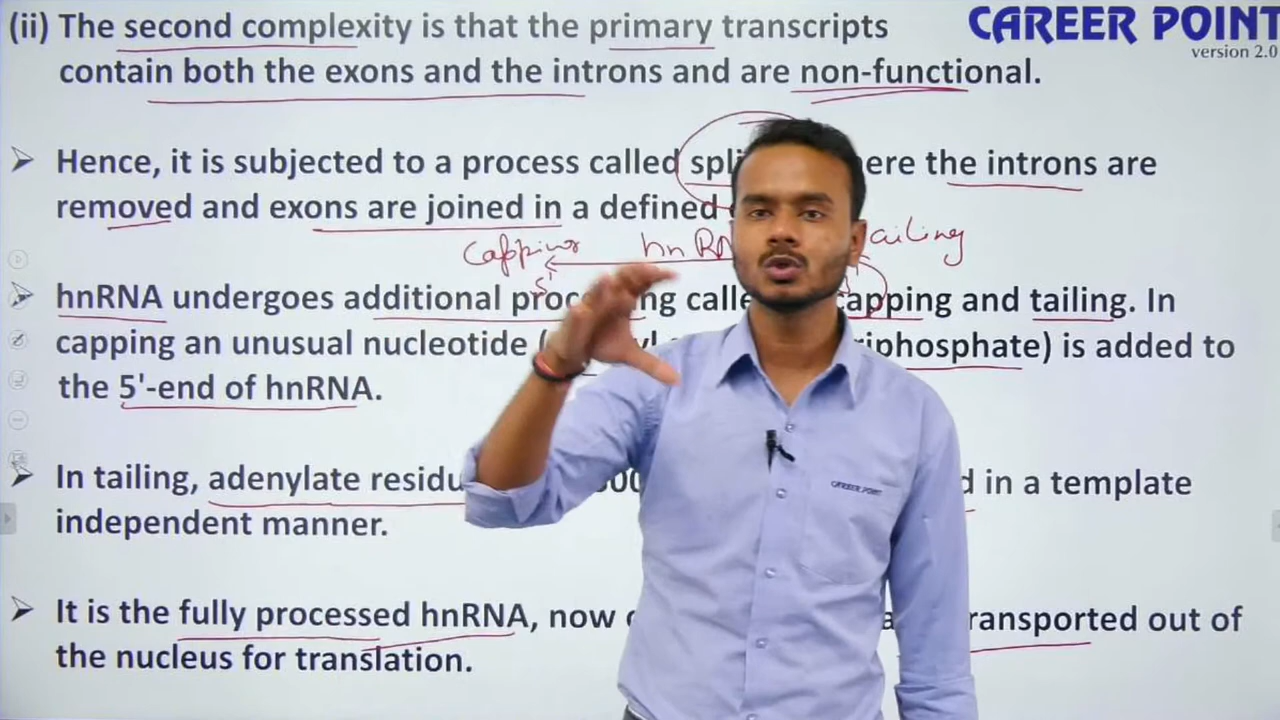 CAREER POINT
version 2.0
(ii) The second complexity is that the primary transcripts
contain both the exons and the introns and are non-functional.
➤ Hence, it is subjected to a process called spli ere the introns are
removed and exons are joined in a defined
Capping hnRN ailing
5'
➤ hnRNA undergoes additional proc ng calle capping and tailing. In
capping an unusual nucleotide ( yl riphosphate) is added to
the 5'-end of hnRNA.
➤ In tailing, adenylate residu 00 d in a template
independent manner.
CAREER POINT
➤ It is the fully processed hnRNA, now ransported out of
the nucleus for translation.